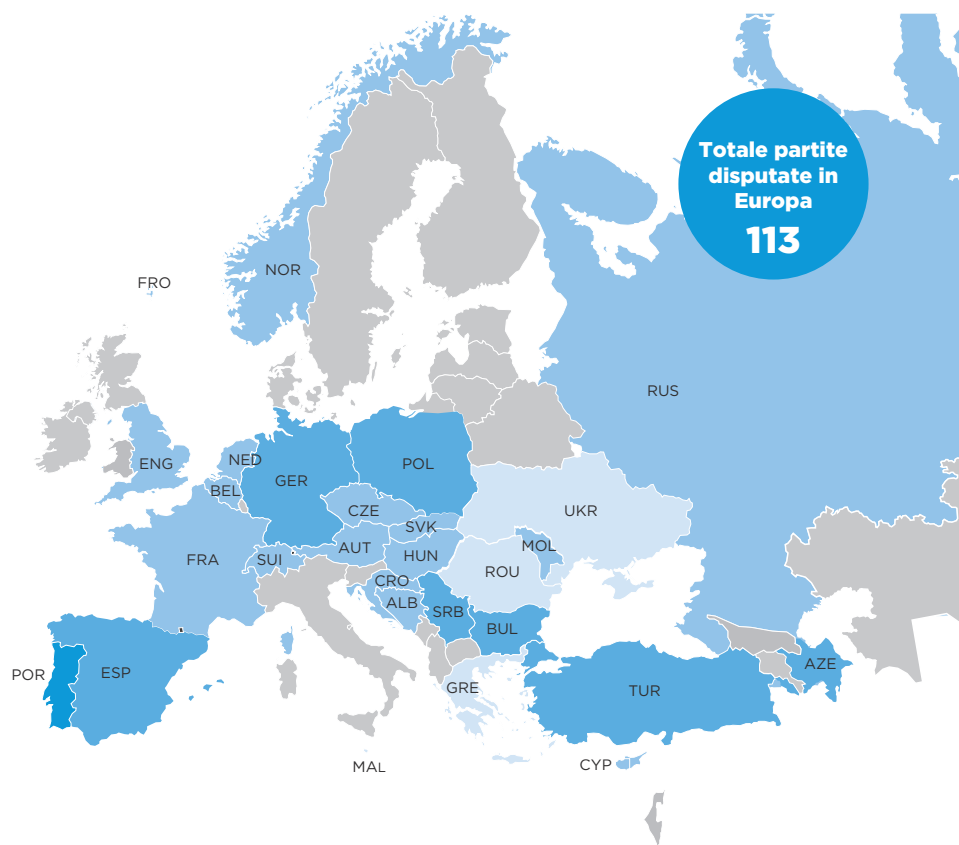 Totale partite
disputate in
Europa
113
NOR
FRO
RUS
ENG
NED
POL
GER
BEL
CZE
UKR
SVK
AUT
MOL
FRA
SUI
HUN
ROU
CRO
ALB
SRB
BUL
POR
ESP
AZE
GRE
TUR
MAL
CYP